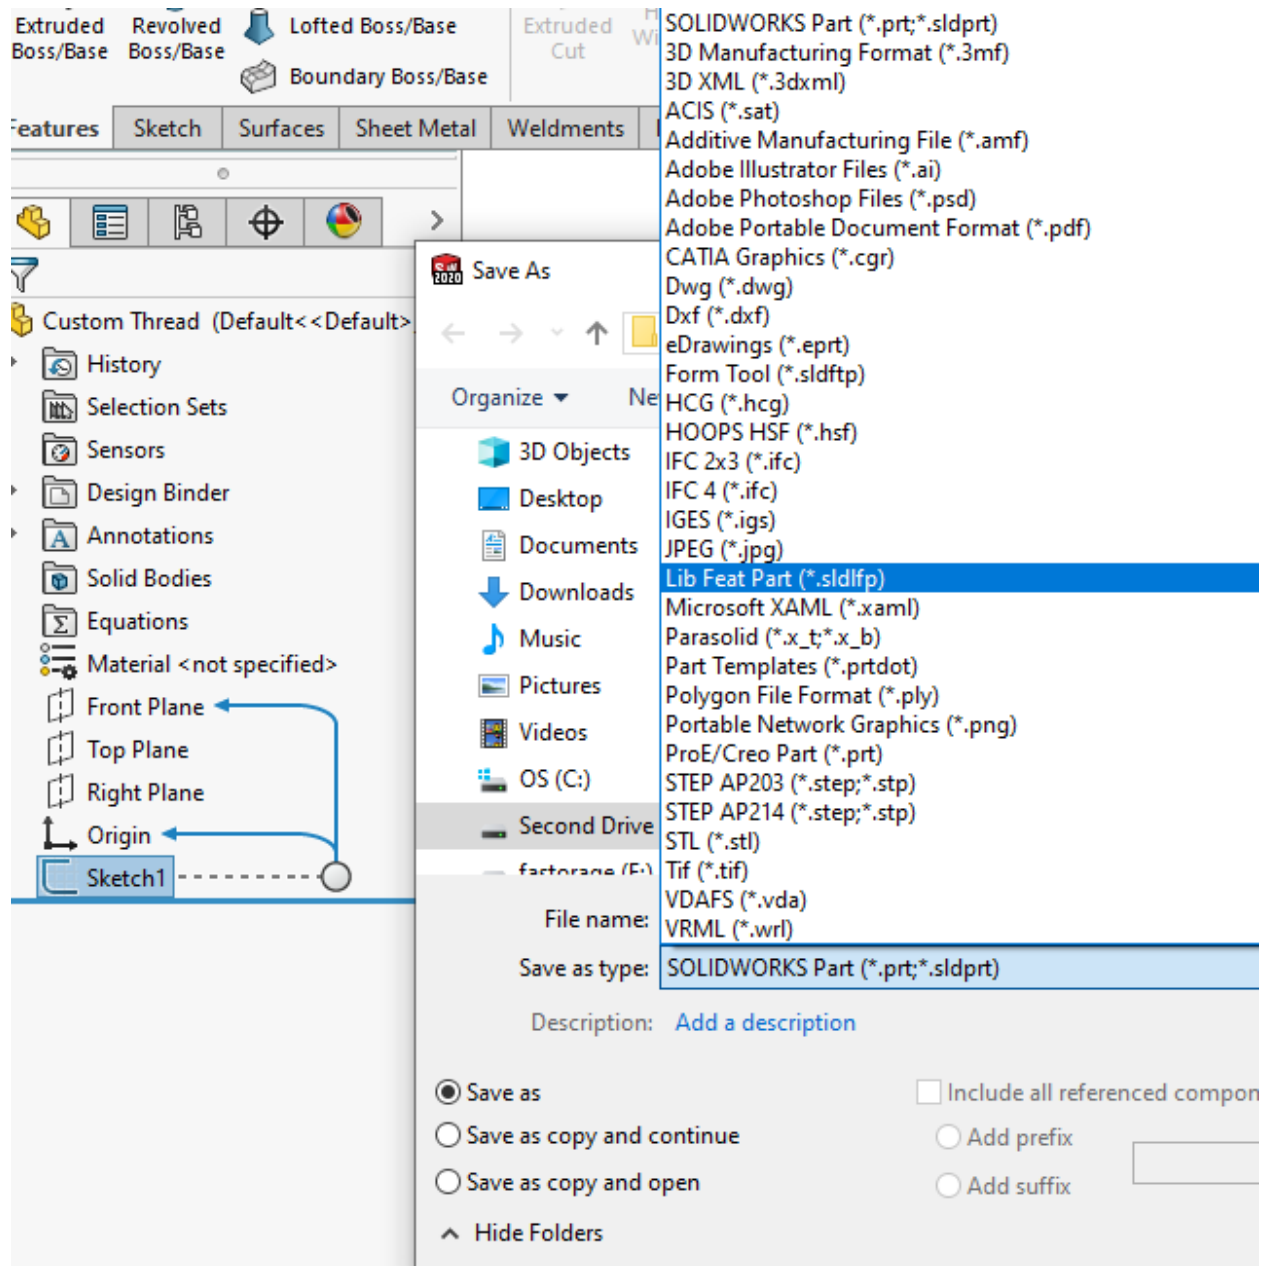 Extruded Boss/Base
Revolved Boss/Base
Lofted Boss/Base
Boundary Boss/Base
Extruded Cut
Features
Sketch
Surfaces
Sheet Metal
Weldments
Custom Thread (Default<<Default>
History
Selection Sets
Sensors
Design Binder
Annotations
Solid Bodies
Equations
Material <not specified>
Front Plane
Top Plane
Right Plane
Origin
Sketch1
SW 2020
Save As
Organize
3D Objects
Desktop
Documents
Downloads
Music
Pictures
Videos
OS (C:)
Second Drive
SOLIDWORKS Part (*.prt;*.sldprt)
3D Manufacturing Format (*.3mf)
3D XML (*.3dxml)
ACIS (*.sat)
Additive Manufacturing File (*.amf)
Adobe Illustrator Files (*.ai)
Adobe Photoshop Files (*.psd)
Adobe Portable Document Format (*.pdf)
CATIA Graphics (*.cgr)
Dwg (*.dwg)
Dxf (*.dxf)
eDrawings (*.eprt)
Form Tool (*.sldftp)
HCG (*.hcg)
HOOPS HSF (*.hsf)
IFC 2x3 (*.ifc)
IFC 4 (*.ifc)
IGES (*.igs)
JPEG (*.jpg)
Lib Feat Part (*.sldlfp)
Microsoft XAML (*.xaml)
Parasolid (*.x_t;*.x_b)
Part Templates (*.prtdot)
Polygon File Format (*.ply)
Portable Network Graphics (*.png)
ProE/Creo Part (*.prt)
STEP AP203 (*.step;*.stp)
STEP AP214 (*.step;*.stp)
STL (*.stl)
Tif (*.tif)
VDAFS (*.vda)
VRML (*.wrl)
File name:
Save as type: SOLIDWORKS Part (*.prt;*.sldprt)
Description: Add a description
Save as
Save as copy and continue
Save as copy and open
Include all referenced compon
Add prefix
Add suffix
Hide Folders